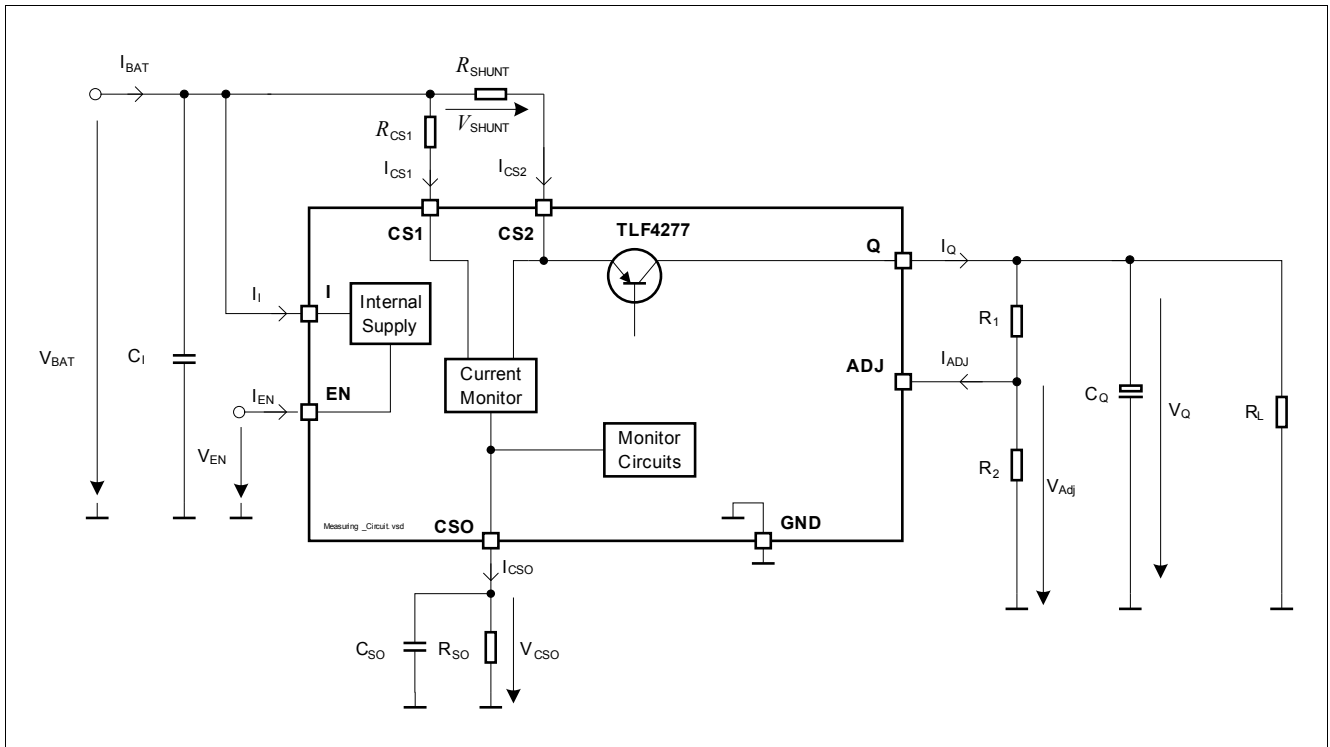 I_BAT
R_SHUNT
R_CS1
V_SHUNT
I_CS1
I_CS2
CS1
CS2
TLF4277
Q
I_Q
I_I
I
Internal
Supply
R_1
V_BAT
C_I
Current
Monitor
ADJ
I_ADJ
I_EN
EN
C_Q
V_Q
R_L
Monitor
Circuits
V_EN
R_2
V_Adj
Measuring _Circuit.vsd
CSO
GND
I_CSO
C_SO
R_SO
V_CSO